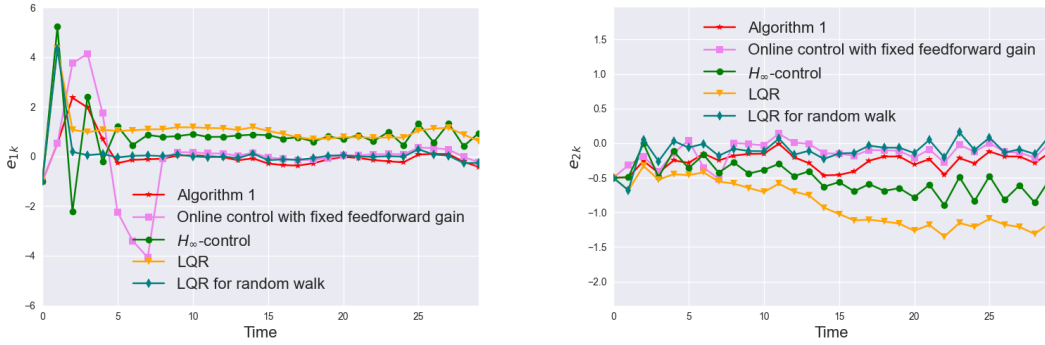 6
4
2
0
−2
−4
−6
e1k
0
5
10
15
20
25
Time
Algorithm 1
Online control with fixed feedforward gain
H∞-control
LQR
LQR for random walk
1.5
1.0
0.5
0.0
−0.5
−1.0
−1.5
−2.0
e2k
0
5
10
15
20
25
Time
Algorithm 1
Online control with fixed feedforward gain
H∞-control
LQR
LQR for random walk